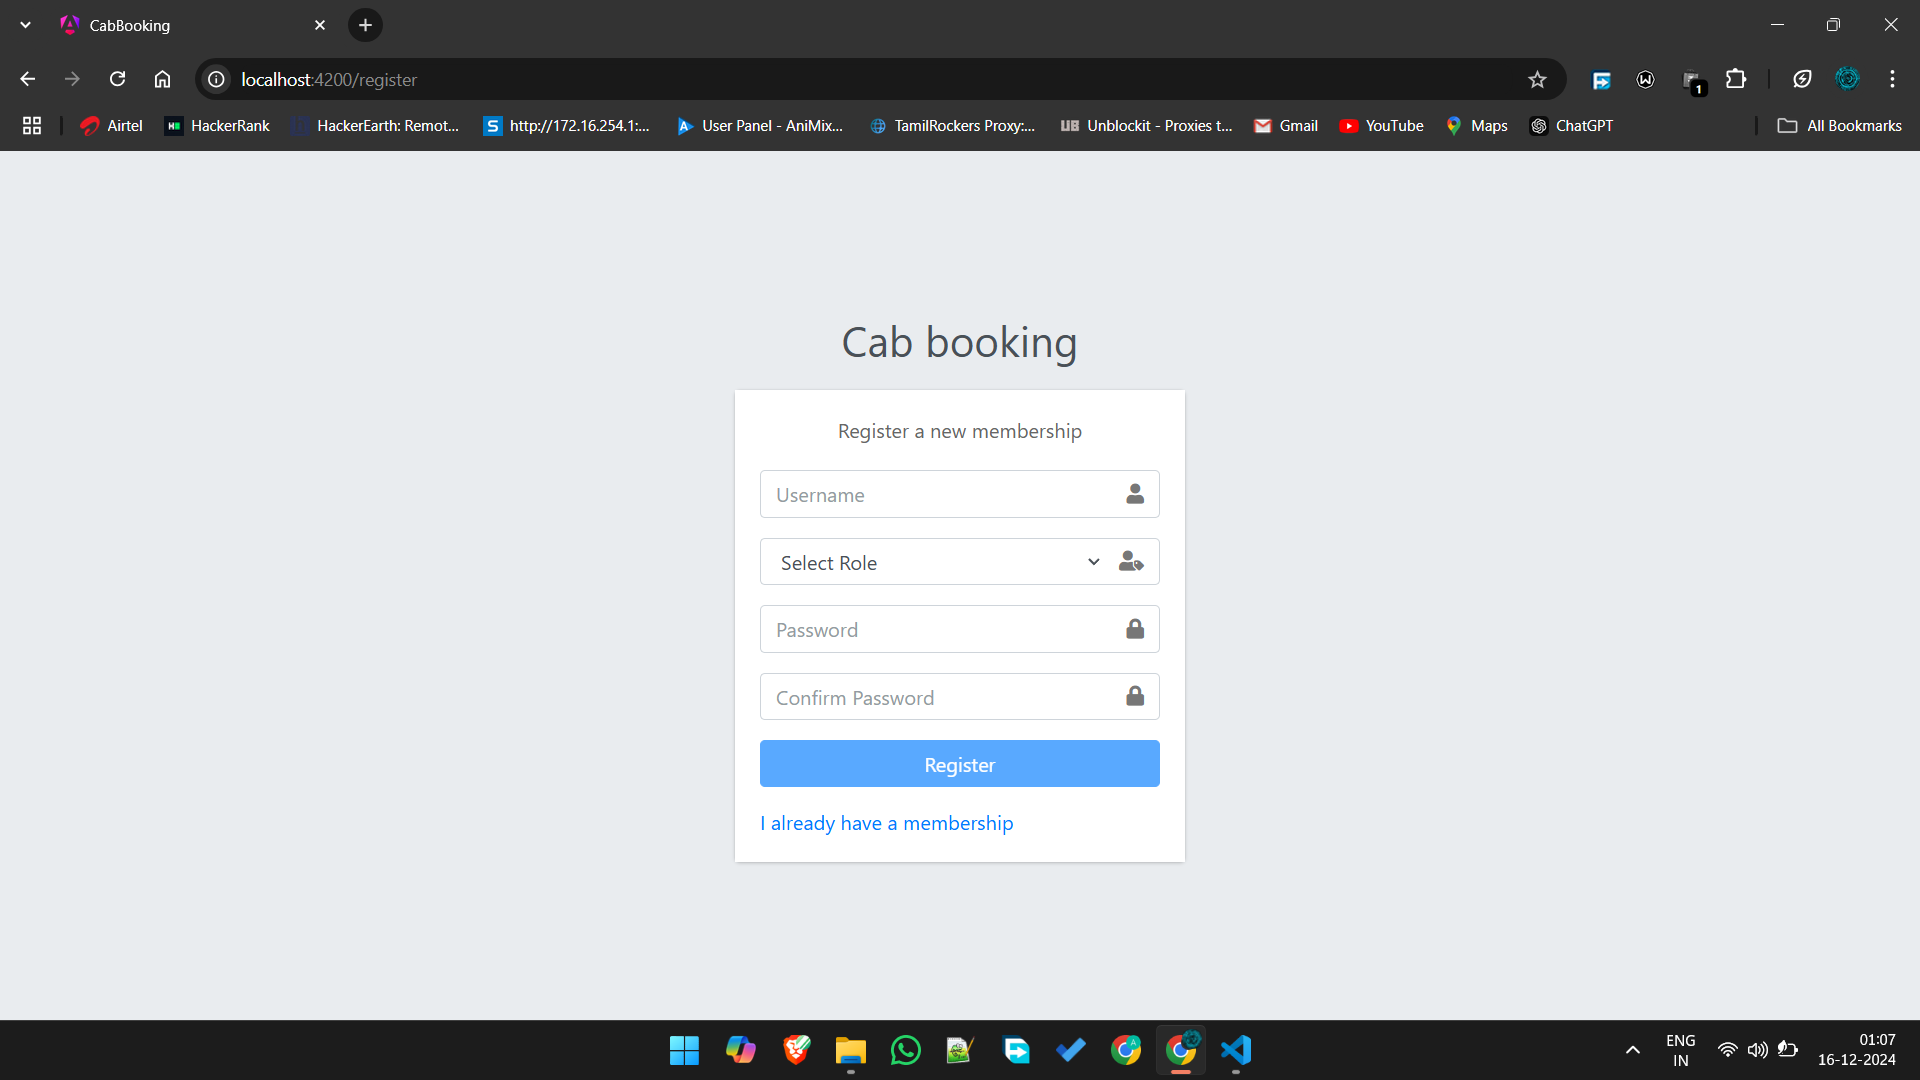 CabBooking
localhost:4200/register
Airtel
HackerRank
HackerEarth: Remot...
http://172.16.254.1:...
User Panel - AniMix...
TamilRockers Proxy:...
Unblockit - Proxies t...
Gmail
YouTube
Maps
ChatGPT
All Bookmarks
Cab booking
Register a new membership
Username
Select Role
Password
Confirm Password
Register
I already have a membership
ENG
IN
01:07
16-12-2024